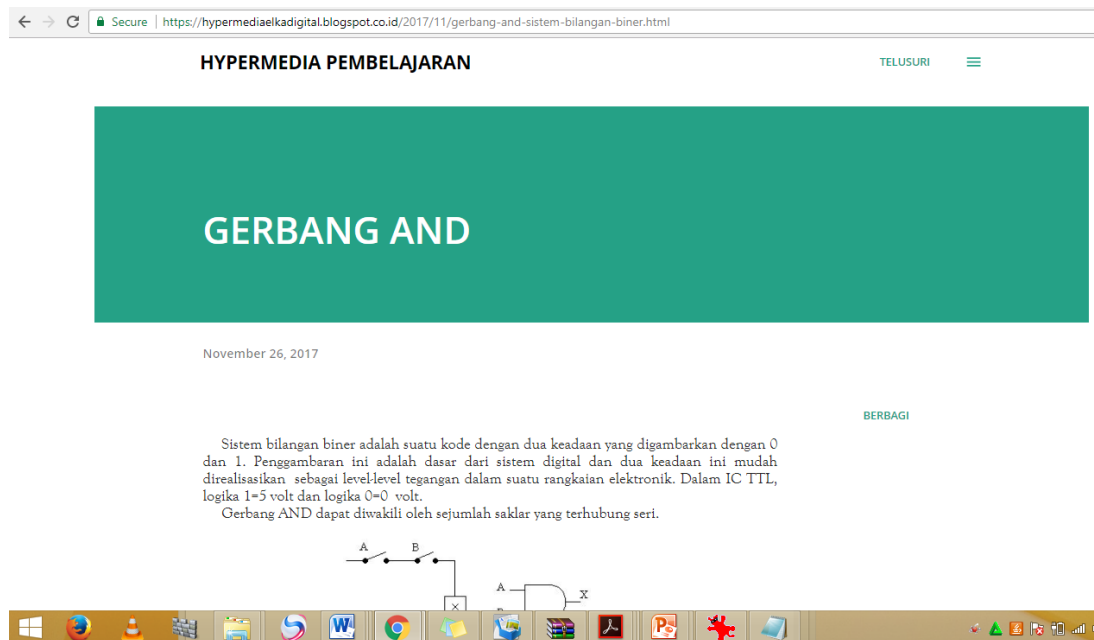 Secure | https://hypermediaelkadigital.blogspot.co.id/2017/11/gerbang-and-sistem-bilangan-biner.html
HYPERMEDIA PEMBELAJARAN
TELUSURI
GERBANG AND
November 26, 2017
BERBAGI
Sistem bilangan biner adalah suatu kode dengan dua keadaan yang digambarkan dengan 0
dan 1. Penggambaran ini adalah dasar dari sistem digital dan dua keadaan ini mudah
direalisasikan sebagai level-level tegangan dalam suatu rangkaian elektronik. Dalam IC TTL,
logika 1=5 volt dan logika 0=0 volt.
Gerbang AND dapat diwakili oleh sejumlah saklar yang terhubung seri.
A B
A X